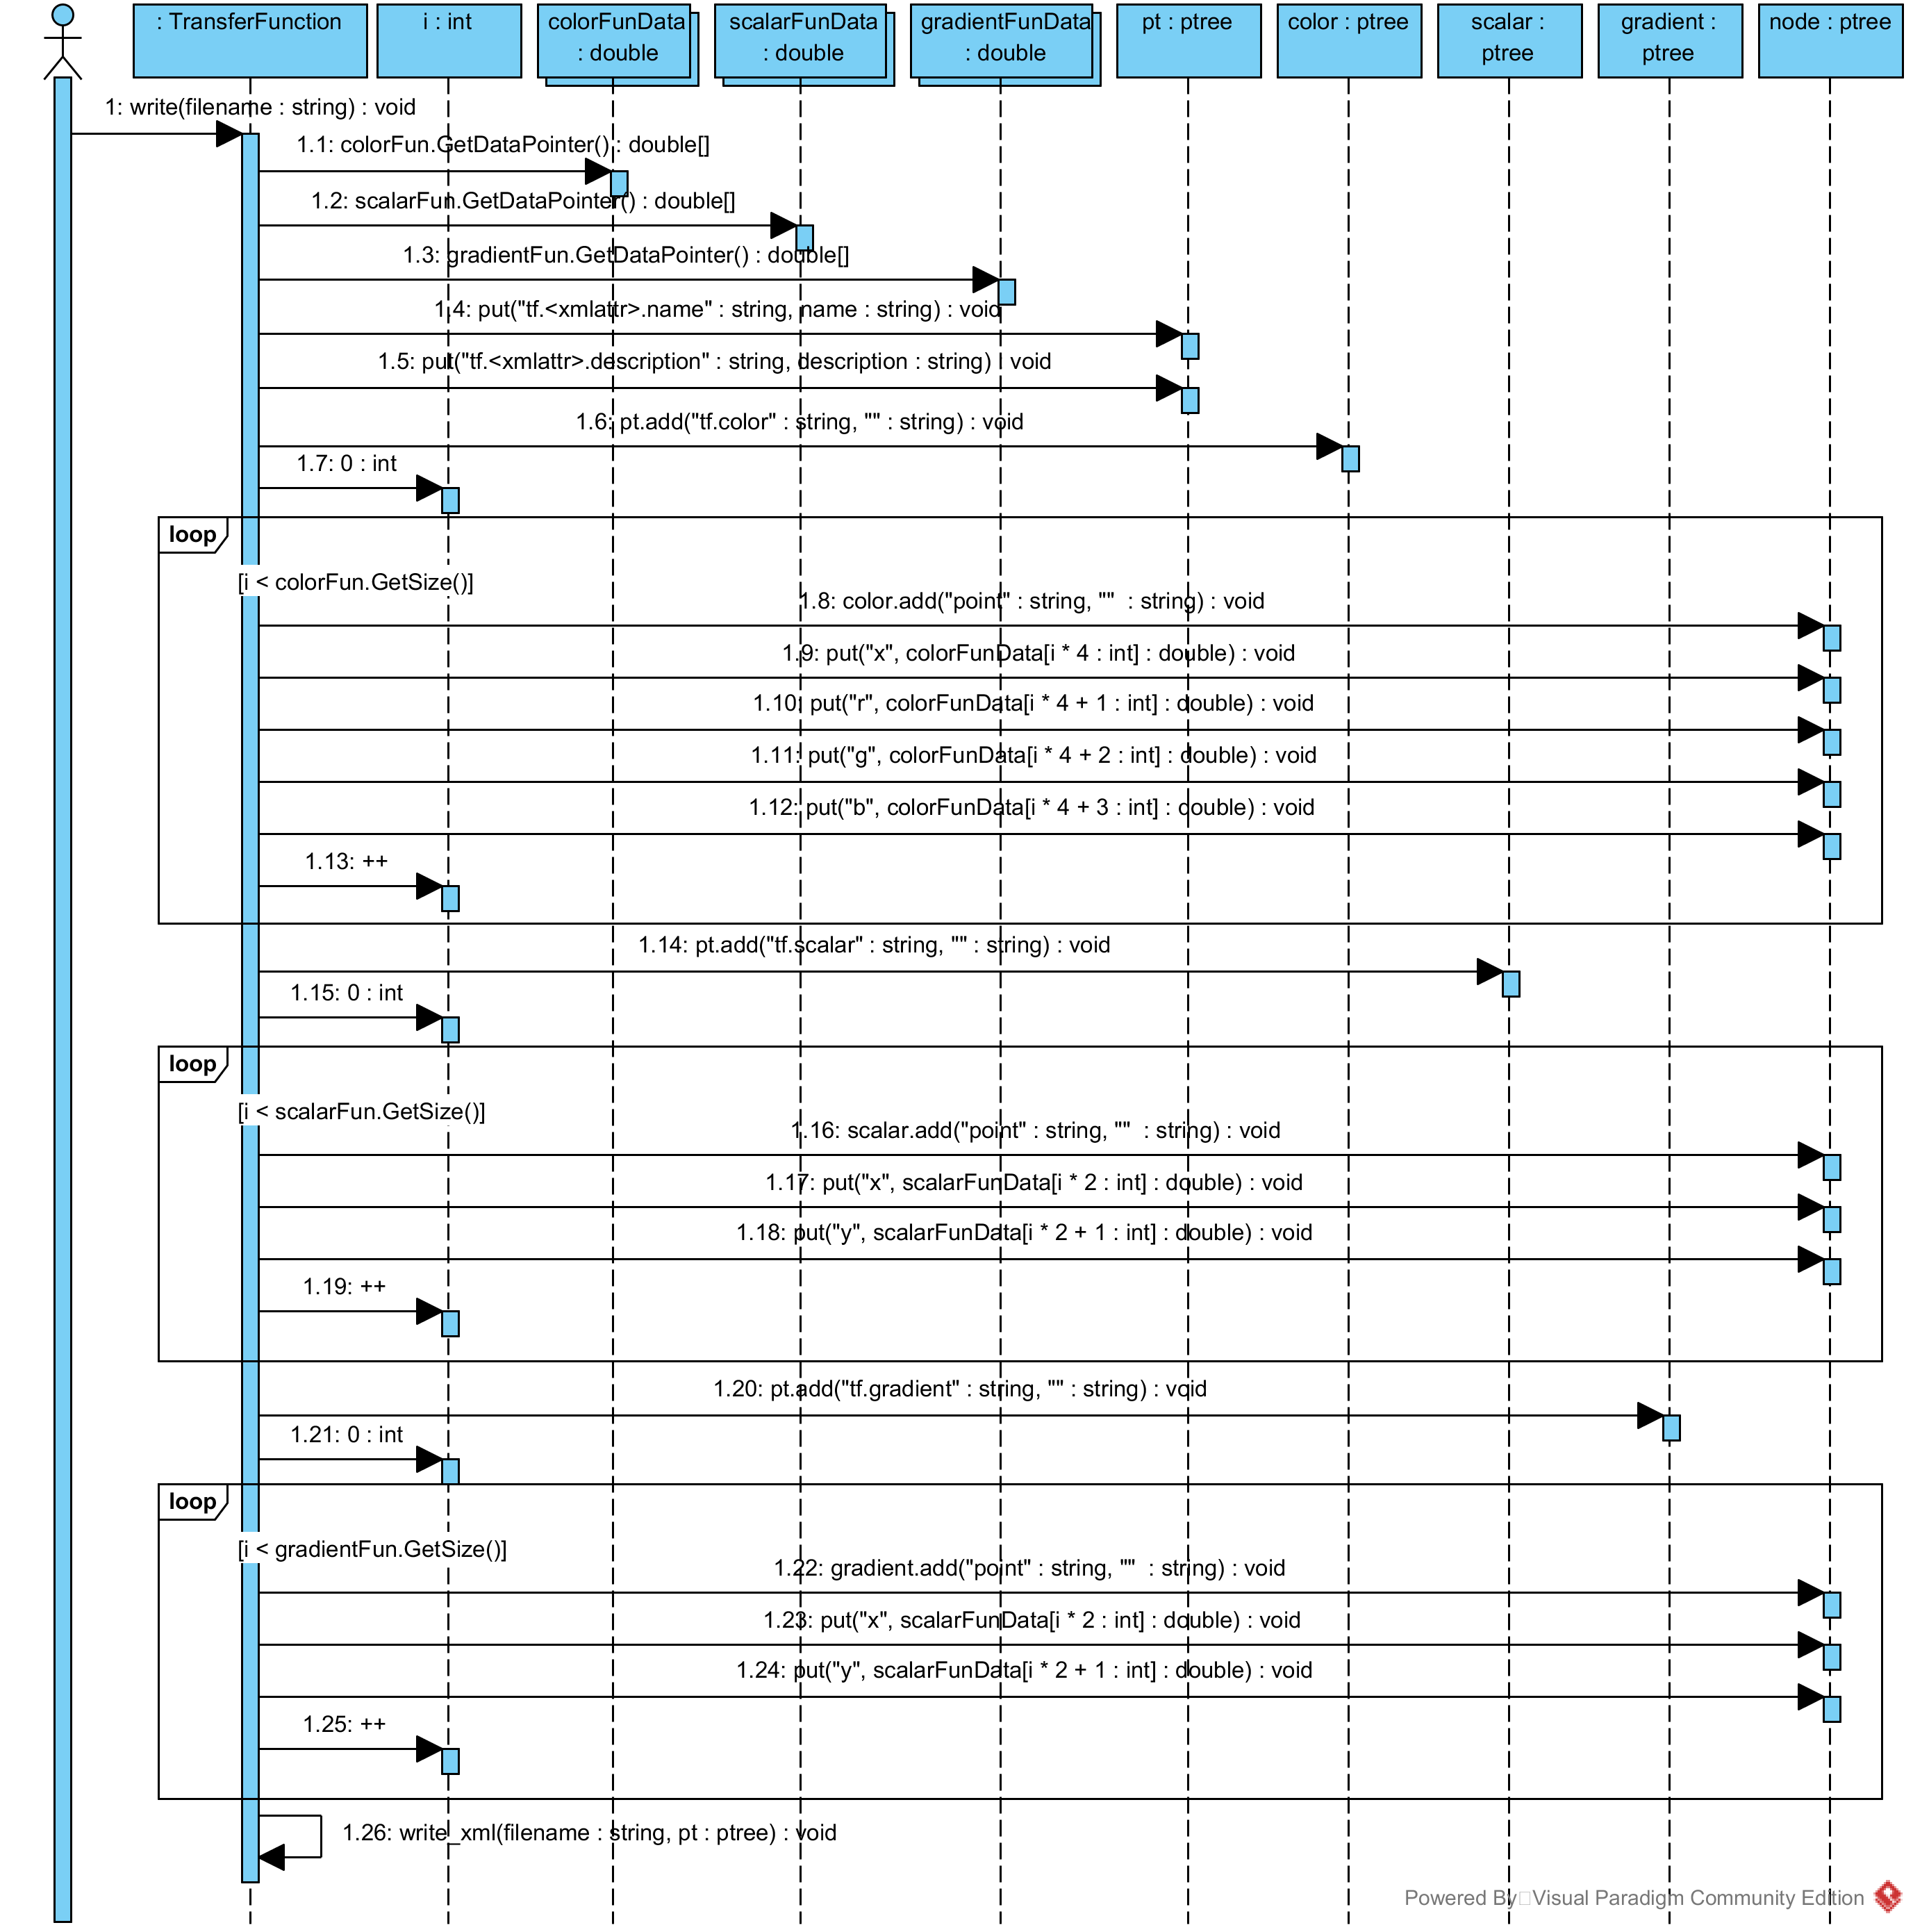 : TransferFunction
i : int
colorFunData
: double
scalarFunData
: double
gradientFunData
: double
pt : ptree
color : ptree
scalar :
ptree
gradient :
ptree
node : ptree
1: write(filename : string) : void
1.1: colorFun.GetDataPointer() : double[]
1.2: scalarFun.GetDataPointer() : double[]
1.3: gradientFun.GetDataPointer() : double[]
1.4: put("tf.<xmlattr>.name" : string, name : string) : void
1.5: put("tf.<xmlattr>.description" : string, description : string) : void
1.6: pt.add("tf.color" : string, "" : string) : void
1.7: 0 : int
loop
[i < colorFun.GetSize()]
1.8: color.add("point" : string, "" : string) : void
1.9: put("x", colorFunData[i * 4 : int] : double) : void
1.10: put("r", colorFunData[i * 4 + 1 : int] : double) : void
1.11: put("g", colorFunData[i * 4 + 2 : int] : double) : void
1.12: put("b", colorFunData[i * 4 + 3 : int] : double) : void
1.13: ++
1.14: pt.add("tf.scalar" : string, "" : string) : void
1.15: 0 : int
loop
[i < scalarFun.GetSize()]
1.16: scalar.add("point" : string, "" : string) : void
1.17: put("x", scalarFunData[i * 2 : int] : double) : void
1.18: put("y", scalarFunData[i * 2 + 1 : int] : double) : void
1.19: ++
1.20: pt.add("tf.gradient" : string, "" : string) : void
1.21: 0 : int
loop
[i < gradientFun.GetSize()]
1.22: gradient.add("point" : string, "" : string) : void
1.23: put("x", scalarFunData[i * 2 : int] : double) : void
1.24: put("y", scalarFunData[i * 2 + 1 : int] : double) : void
1.25: ++
1.26: write_xml(filename : string, pt : ptree) : void
Powered By Visual Paradigm Community Edition